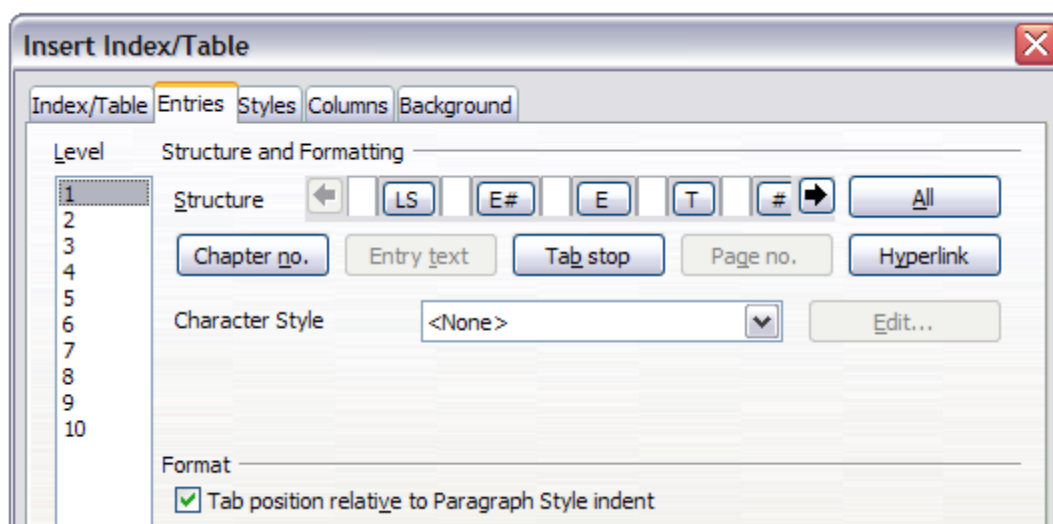 Insert Index/Table
Index/Table Entries Styles Columns Background
Level Structure and Formatting
1
Structure LS E# E T # All
2
3
Chapter no. Entry text Tab stop Page no. Hyperlink
4
5
6
Character Style <None> Edit...
7
8
9
10
Format
Tab position relative to Paragraph Style indent